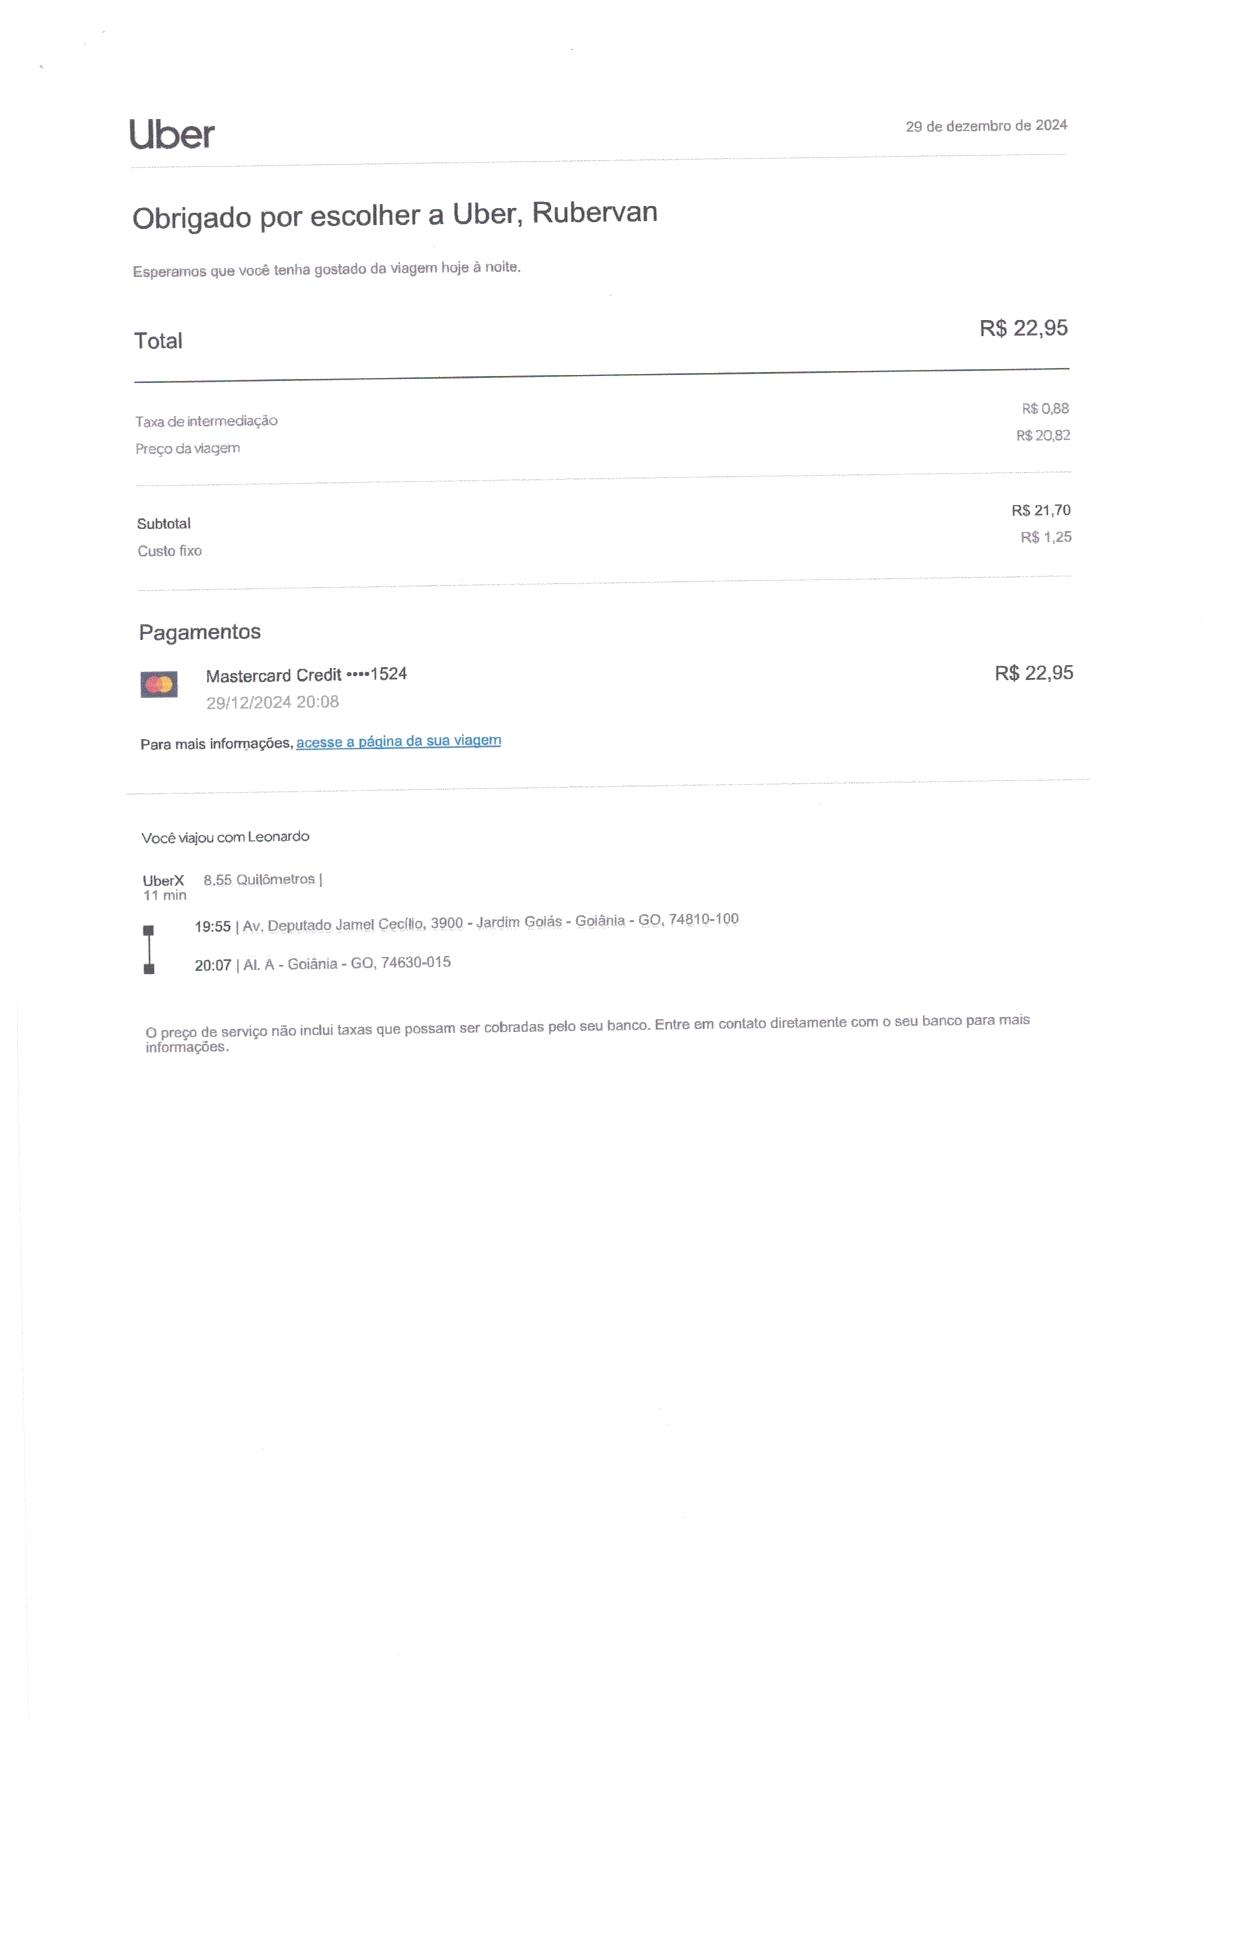 Uber
29 de dezembro de 2024
Obrigado por escolher a Uber, Rubervan
Esperamos que você tenha gostado da viagem hoje à noite.
Total R$ 22,95
Taxa de intermediação R$ 0,88
Preço da viagem R$ 20,82
Subtotal R$ 21,70
Custo fixo R$ 1,25
Pagamentos
Mastercard Credit ••••1524 R$ 22,95
29/12/2024 20:08
Para mais informações, acesse a página da sua viagem
Você viajou com Leonardo
UberX 8.55 Quilômetros |
11 min
19:55 | Av. Deputado Jamel Cecílio, 3900 - Jardim Goiás - Goiânia - GO, 74810-100
20:07 | Al. A - Goiânia - GO, 74630-015
O preço de serviço não inclui taxas que possam ser cobradas pelo seu banco. Entre em contato diretamente com o seu banco para mais
informações.